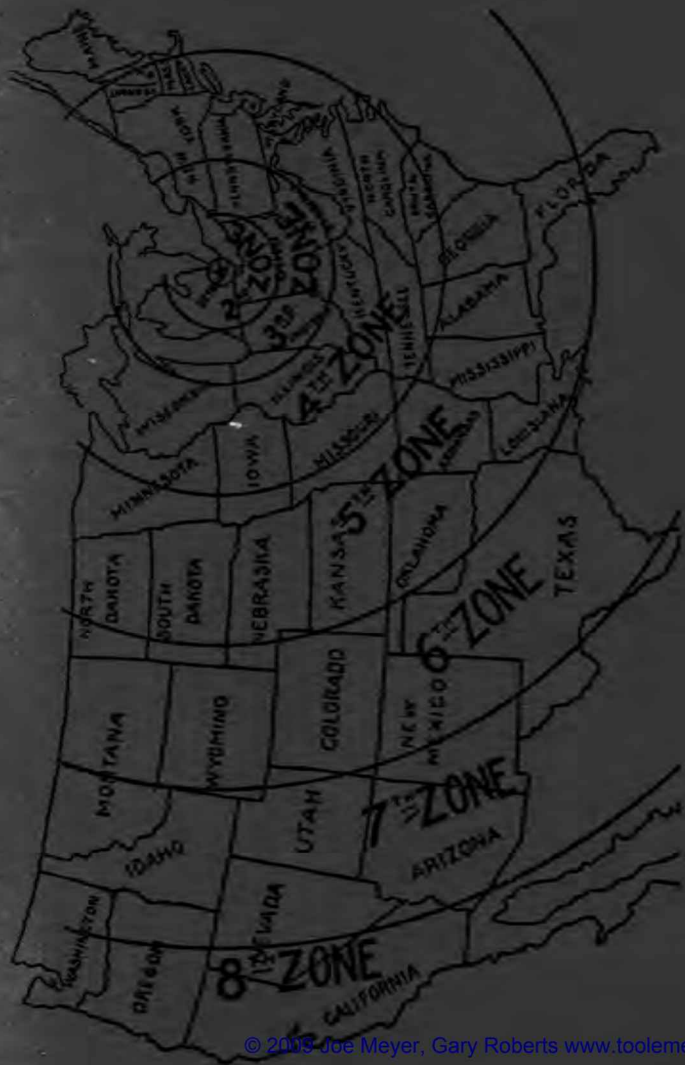 MAINE
NEW YORK
PENNSYLVANIA
VIRGINIA
NORTH
CAROLINA
SOUTH
CAROLINA
GEORGIA
FLORIDA
ALABAMA
MISSISSIPPI
TENNESSEE
KENTUCKY
LOUISIANA
ARKANSAS
MISSOURI
ILLINOIS
WISCONSIN
IOWA
MINNESOTA
NORTH
DAKOTA
SOUTH
DAKOTA
NEBRASKA
KANSAS
OKLAHOMA
TEXAS
MONTANA
WYOMING
COLORADO
NEW
MEXICO
IDAHO
UTAH
ARIZONA
WASHINGTON
OREGON
NEVADA
CALIFORNIA
2ND ZONE
3RD ZONE
4TH ZONE
5TH ZONE
6TH ZONE
7TH ZONE
8TH ZONE
© 2009 Joe Meyer, Gary Roberts www.tooleme